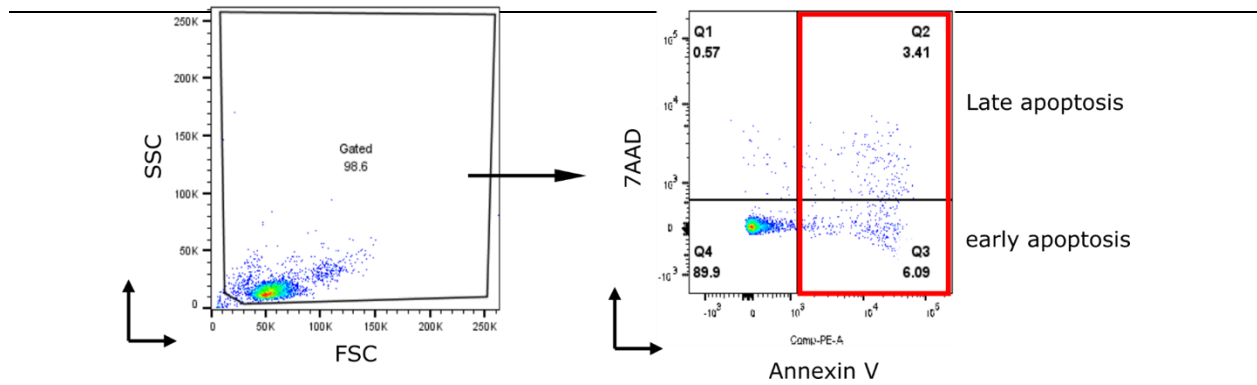 250K
200K
150K
100K
50K
0
SSC
Gated
98.6
0 50K 100K 150K 200K 250K
FSC
10^5
10^4
10^3
0
-10^3
7AAD
Q1
0.57
Q2
3.41
Q4
89.9
Q3
6.09
-10^3 0 10^3 10^4 10^5
Comp-PE-A
Annexin V
Late apoptosis
early apoptosis